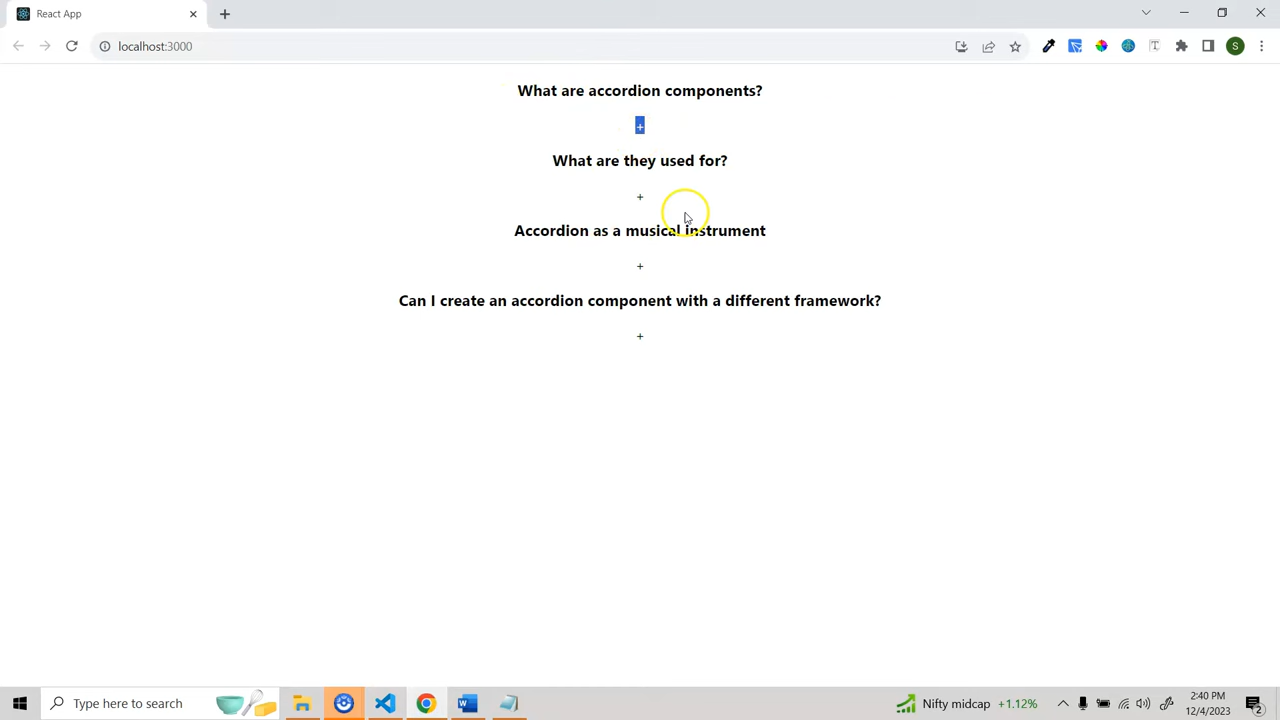 React App
localhost:3000
S
What are accordion components?
+
What are they used for?
+
Accordion as a musical instrument
+
Can I create an accordion component with a different framework?
+
Type here to search
Nifty midcap +1.12%
2:40 PM
12/4/2023
2